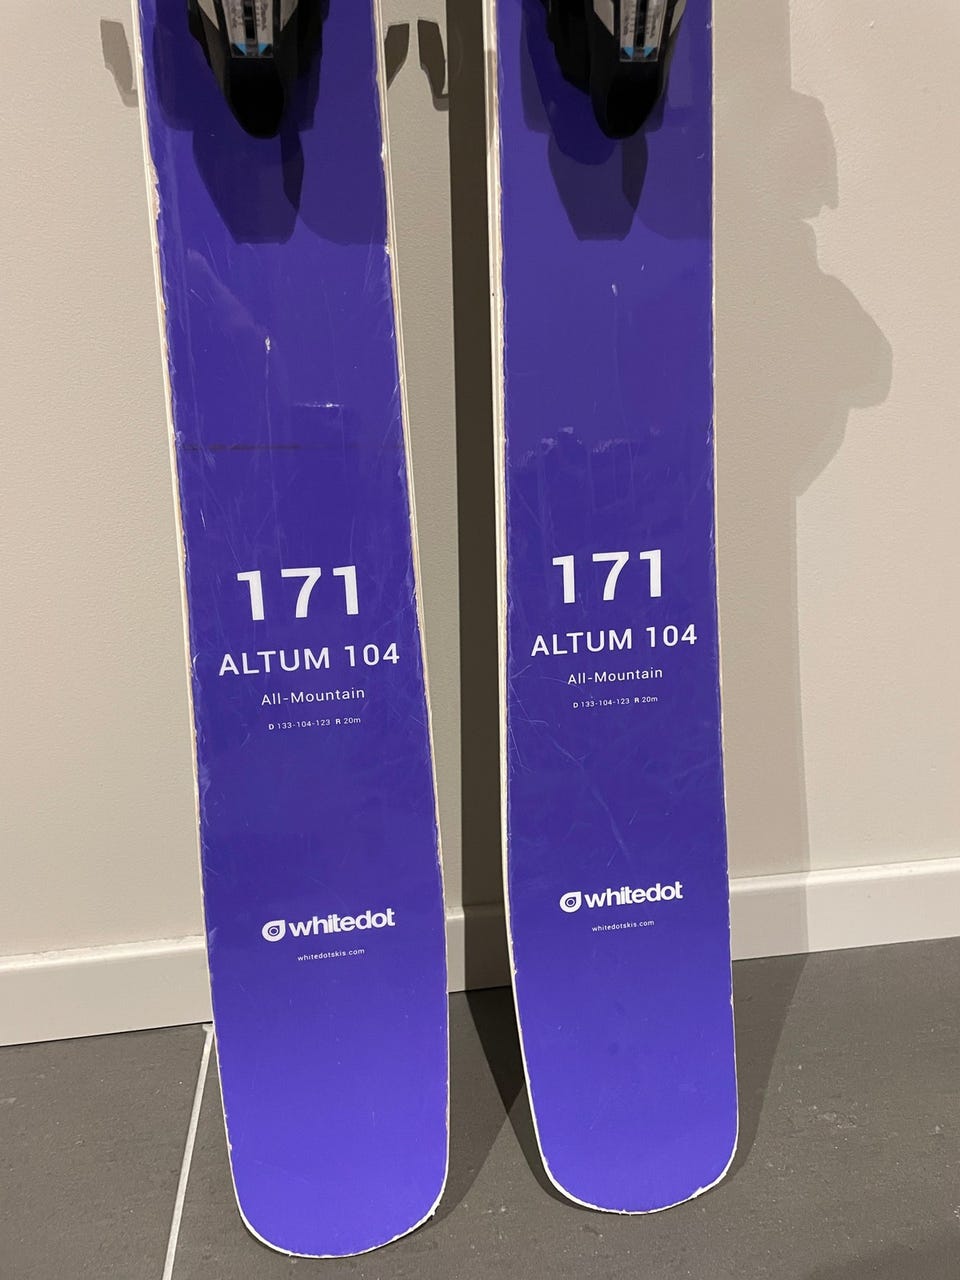 171
ALTUM 104
All-Mountain
D 133-104-123 R 20m
whitedot
whitedotskis.com
171
ALTUM 104
All-Mountain
D 133-104-123 R 20m
whitedot
whitedotskis.com